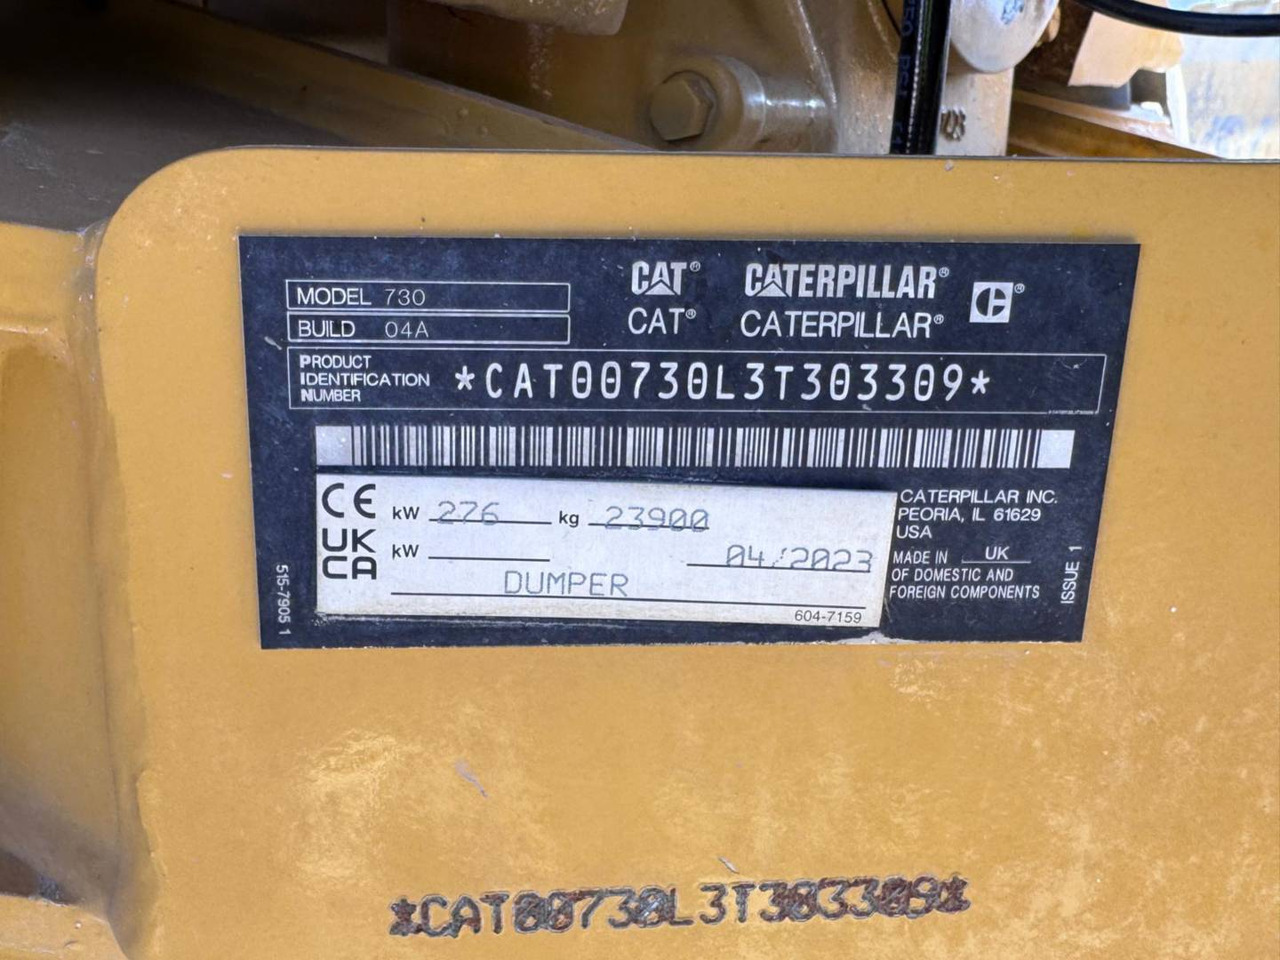 MODEL 730
BUILD 04A
CAT® CATERPILLAR®
CAT® CATERPILLAR®
PRODUCT
IDENTIFICATION
NUMBER
*CAT00730L3T303309*
CE kW 276 kg 23900
UK
CA kW 04/2023
DUMPER
604-7159
CATERPILLAR INC.
PEORIA, IL 61629
USA
MADE IN UK
OF DOMESTIC AND
FOREIGN COMPONENTS
ISSUE 1
515-7905 1
*CAT00730L3T303309*